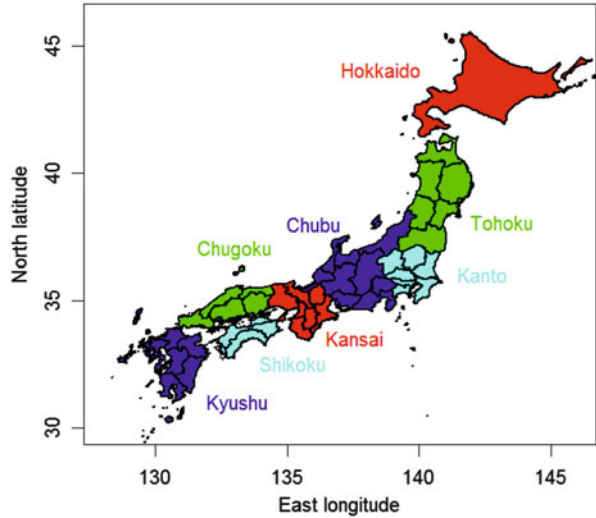 45
40
35
30
North latitude
Hokkaido
Tohoku
Chubu
Chugoku
Kanto
Kansai
Shikoku
Kyushu
130
135
140
145
East longitude